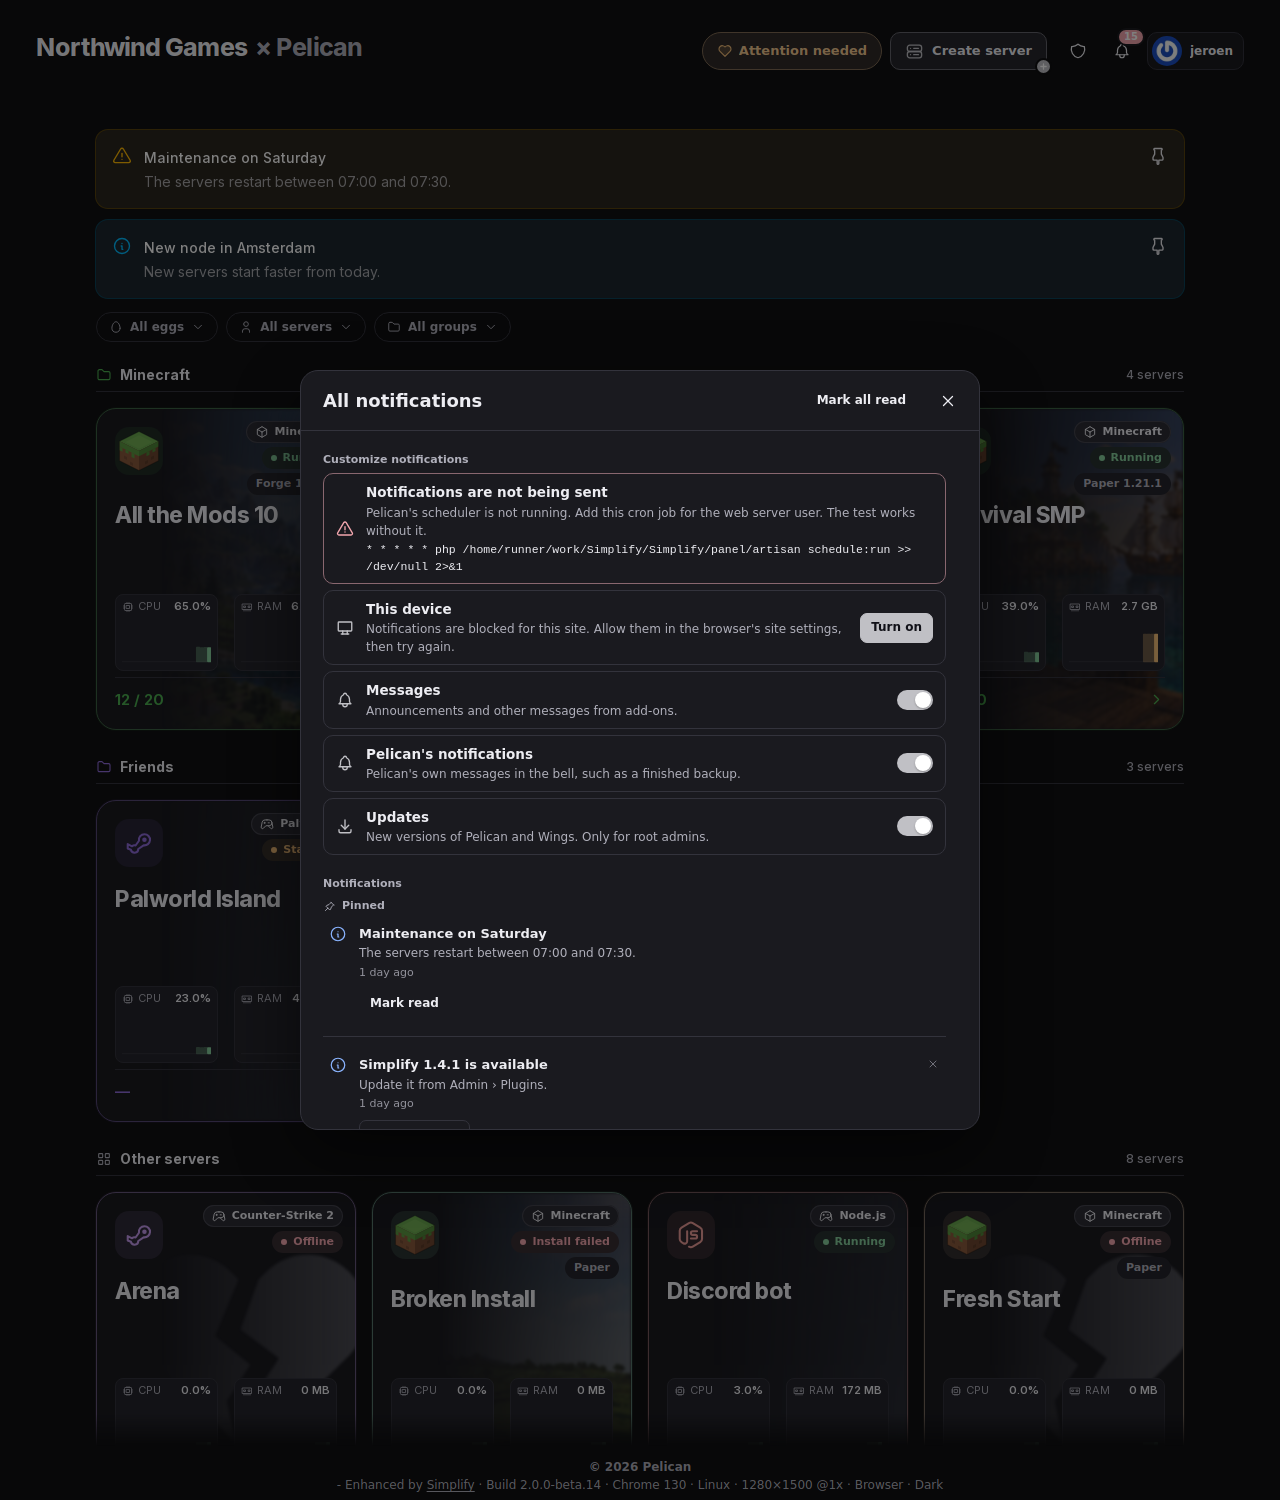 Northwind Games × Pelican
Attention needed
Create server
15
jeroen
Maintenance on Saturday
The servers restart between 07:00 and 07:30.
New node in Amsterdam
New servers start faster from today.
All eggs
All servers
All groups
Minecraft
4 servers
All notifications
Mark all read
Customize notifications
Notifications are not being sent
Pelican's scheduler is not running. Add this cron job for the web server user. The test works
without it.
* * * * * php /home/runner/work/Simplify/Simplify/panel/artisan schedule:run >>
/dev/null 2>&1
This device
Notifications are blocked for this site. Allow them in the browser's site settings,
then try again.
Turn on
Messages
Announcements and other messages from add-ons.
Pelican's notifications
Pelican's own messages in the bell, such as a finished backup.
Updates
New versions of Pelican and Wings. Only for root admins.
Notifications
Pinned
Maintenance on Saturday
The servers restart between 07:00 and 07:30.
1 day ago
Mark read
Simplify 1.4.1 is available
Update it from Admin › Plugins.
1 day ago
All the Mods 10
Forge 1
CPU 65.0%
RAM 6
12 / 20
Minecraft
Running
Paper 1.21.1
vival SMP
U 39.0%
RAM 2.7 GB
0
Friends
3 servers
Pal
Sta
Palworld Island
CPU 23.0%
RAM 4
—
Other servers
8 servers
Counter-Strike 2
Offline
Arena
CPU 0.0%
RAM 0 MB
Minecraft
Install failed
Paper
Broken Install
CPU 0.0%
RAM 0 MB
Node.js
Running
Discord bot
CPU 3.0%
RAM 172 MB
Minecraft
Offline
Paper
Fresh Start
CPU 0.0%
RAM 0 MB
© 2026 Pelican
- Enhanced by Simplify · Build 2.0.0-beta.14 · Chrome 130 · Linux · 1280×1500 @1x · Browser · Dark